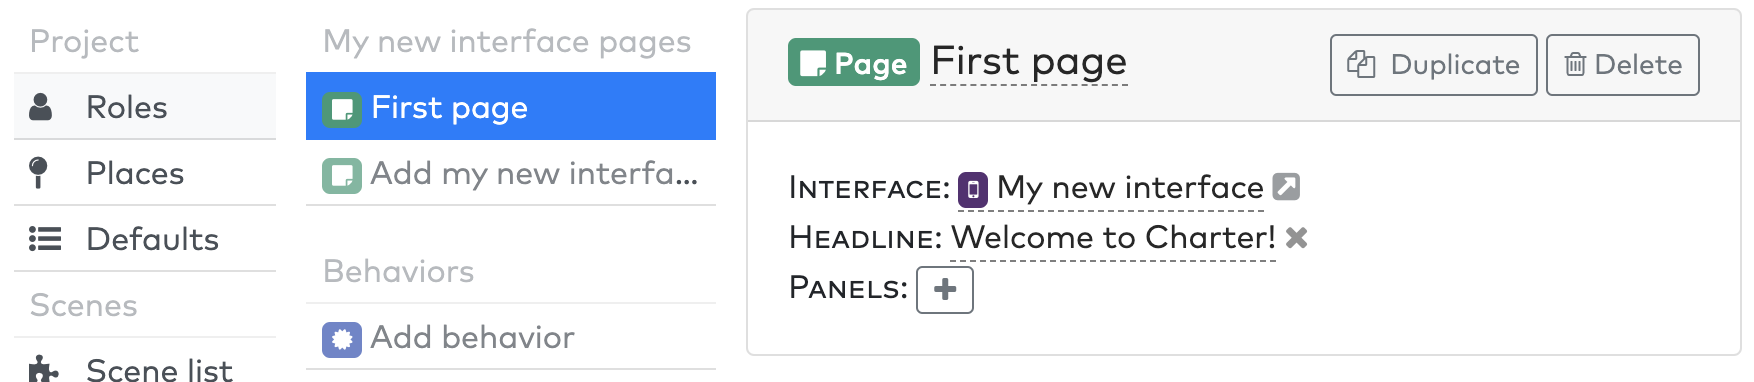 Project
Roles
Places
Defaults
Scenes
Scene list
My new interface pages
First page
Add my new interfa...
Behaviors
Add behavior
Page First page
Duplicate
Delete
INTERFACE: My new interface
HEADLINE: Welcome to Charter!
PANELS: